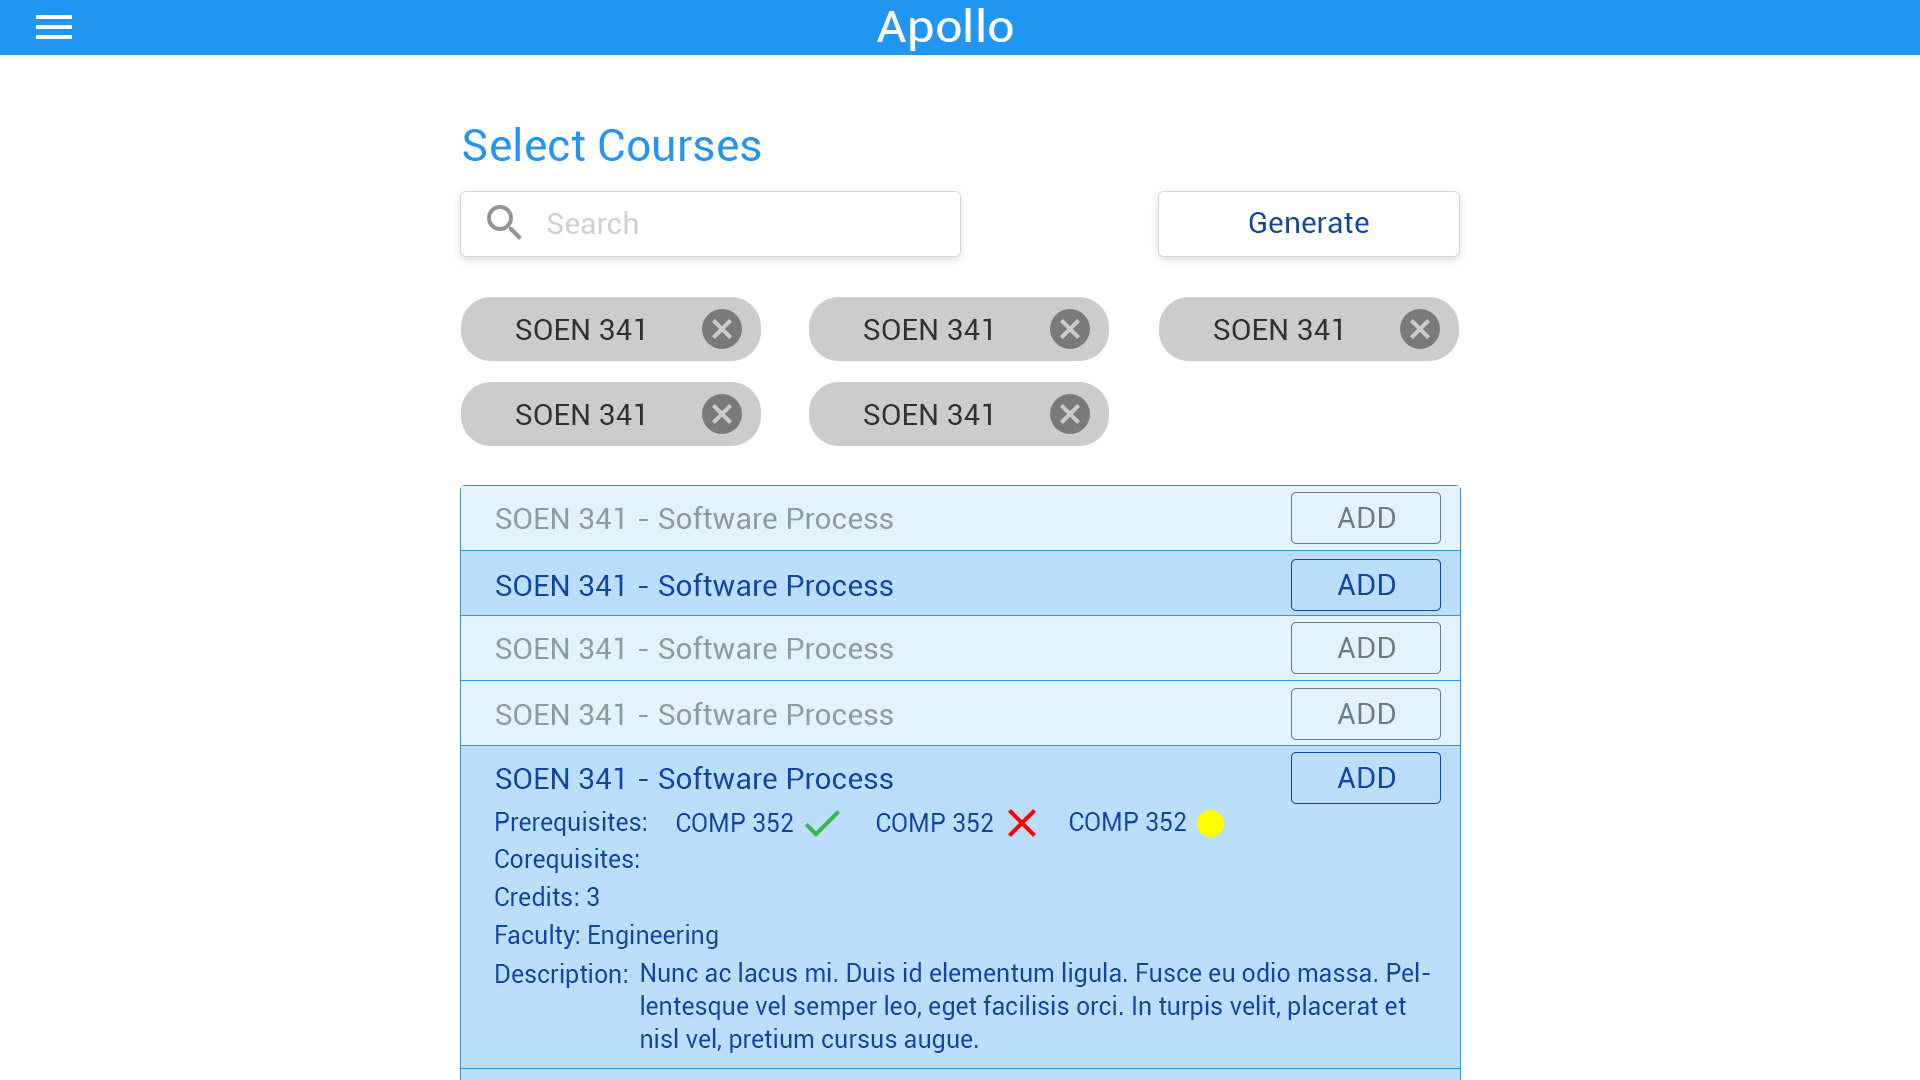 Apollo
Select Courses
Search
Generate
SOEN 341
SOEN 341
SOEN 341
SOEN 341
SOEN 341
SOEN 341 - Software Process ADD
SOEN 341 - Software Process ADD
SOEN 341 - Software Process ADD
SOEN 341 - Software Process ADD
SOEN 341 - Software Process ADD
Prerequisites: COMP 352 COMP 352 COMP 352
Corequisites:
Credits: 3
Faculty: Engineering
Description: Nunc ac lacus mi. Duis id elementum ligula. Fusce eu odio massa. Pel-
lentesque vel semper leo, eget facilisis orci. In turpis velit, placerat et
nisl vel, pretium cursus augue.